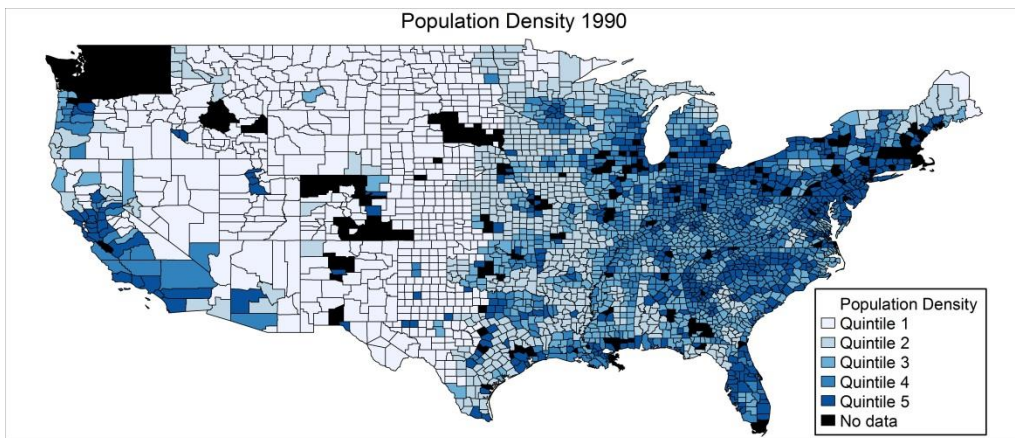 Population Density 1990
Population Density
Quintile 1
Quintile 2
Quintile 3
Quintile 4
Quintile 5
No data